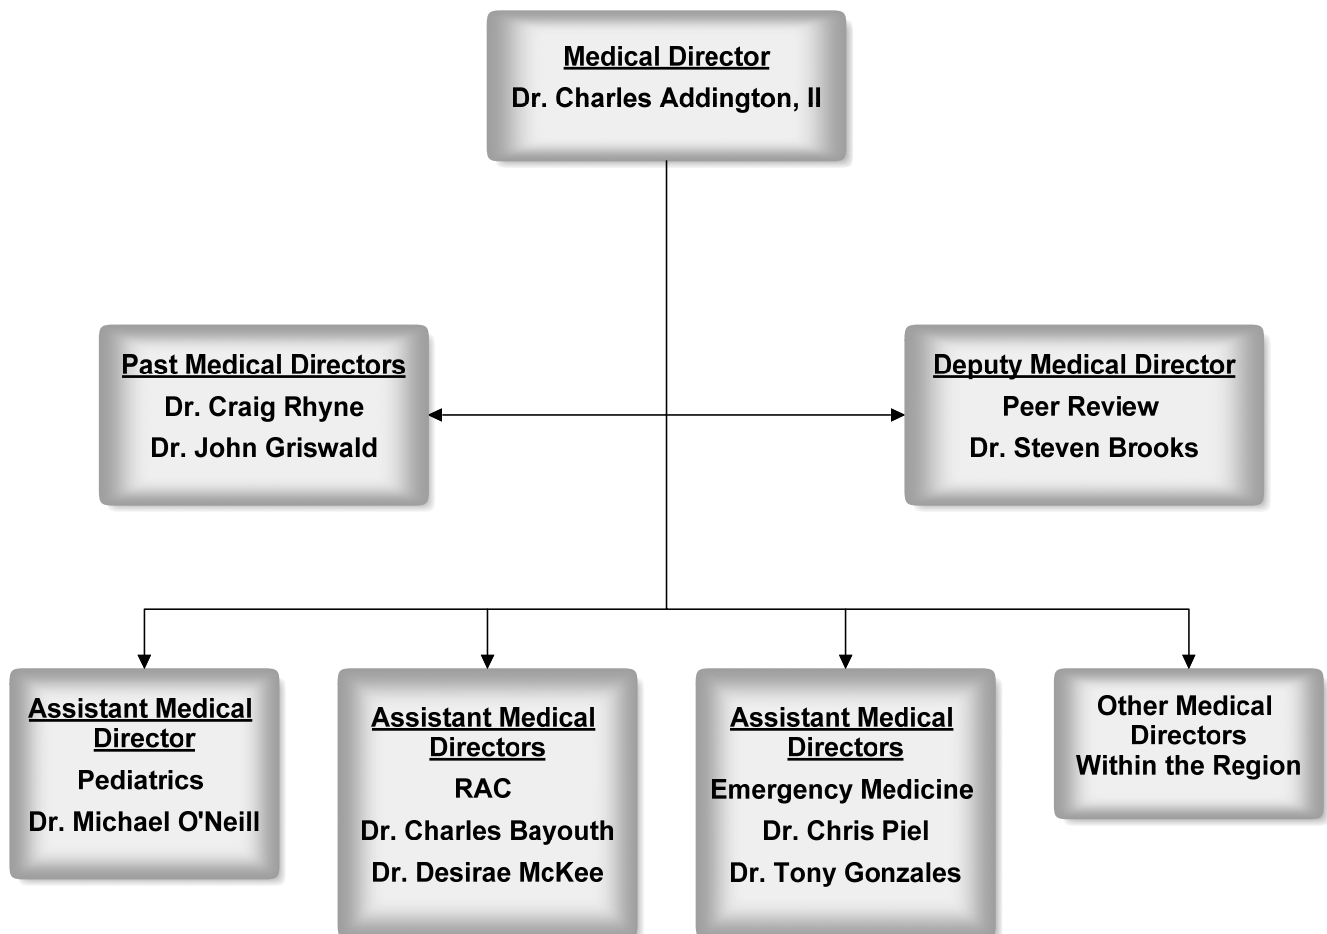 Medical Director
Dr. Charles Addington, II
Past Medical Directors
Dr. Craig Rhyne
Dr. John Griswald
Deputy Medical Director
Peer Review
Dr. Steven Brooks
Assistant Medical
Director
Pediatrics
Dr. Michael O'Neill
Assistant Medical
Directors
RAC
Dr. Charles Bayouth
Dr. Desirae McKee
Assistant Medical
Directors
Emergency Medicine
Dr. Chris Piel
Dr. Tony Gonzales
Other Medical
Directors
Within the Region